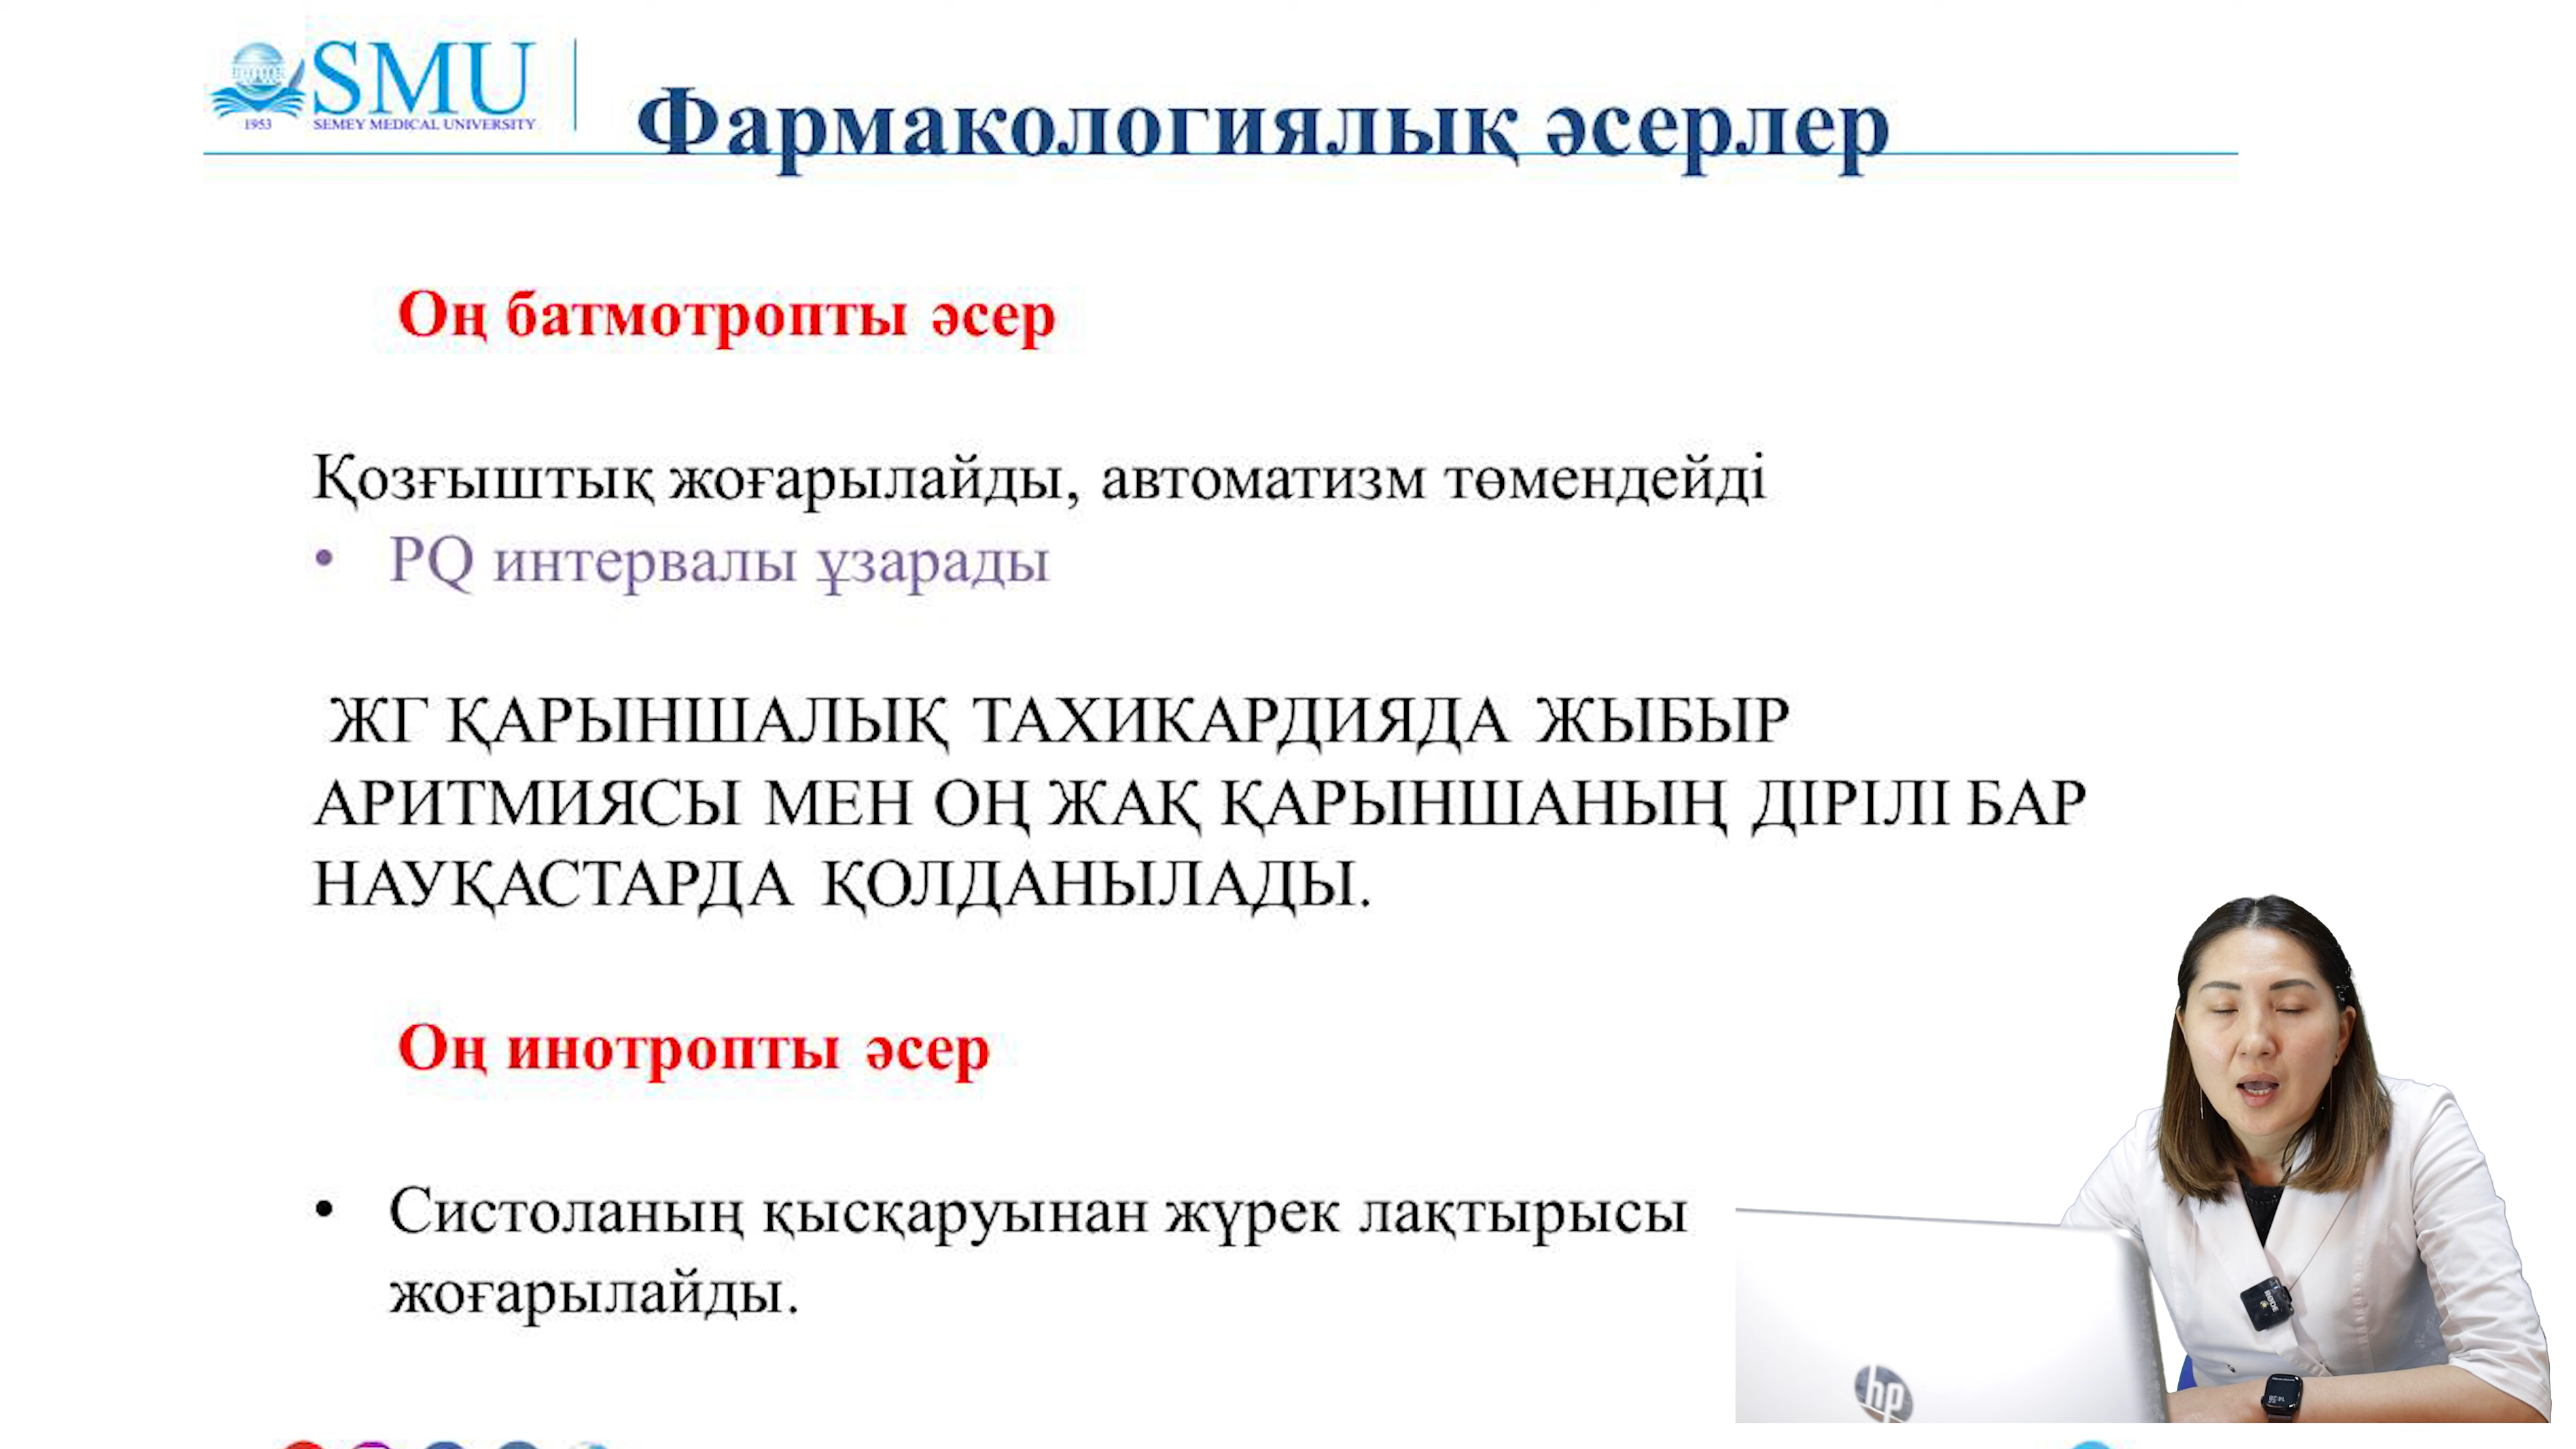 SMU
1953
SEMEY MEDICAL UNIVERSITY
Фармакологиялық әсерлер
Оң батмотропты әсер
Қозғыштық жоғарылайды, автоматизм төмендейді
• PQ интервалы ұзарады
ЖГ ҚАРЫНШАЛЫҚ ТАХИКАРДИЯДА ЖЫБЫР
АРИТМИЯСЫ МЕН ОҢ ЖАҚ ҚАРЫНШАНЫҢ ДІРІЛІ БАР
НАУҚАСТАРДА ҚОЛДАНЫЛАДЫ.
Оң инотропты әсер
• Систоланың қысқаруынан жүрек лақтырысы
жоғарылайды.
hp
RODE